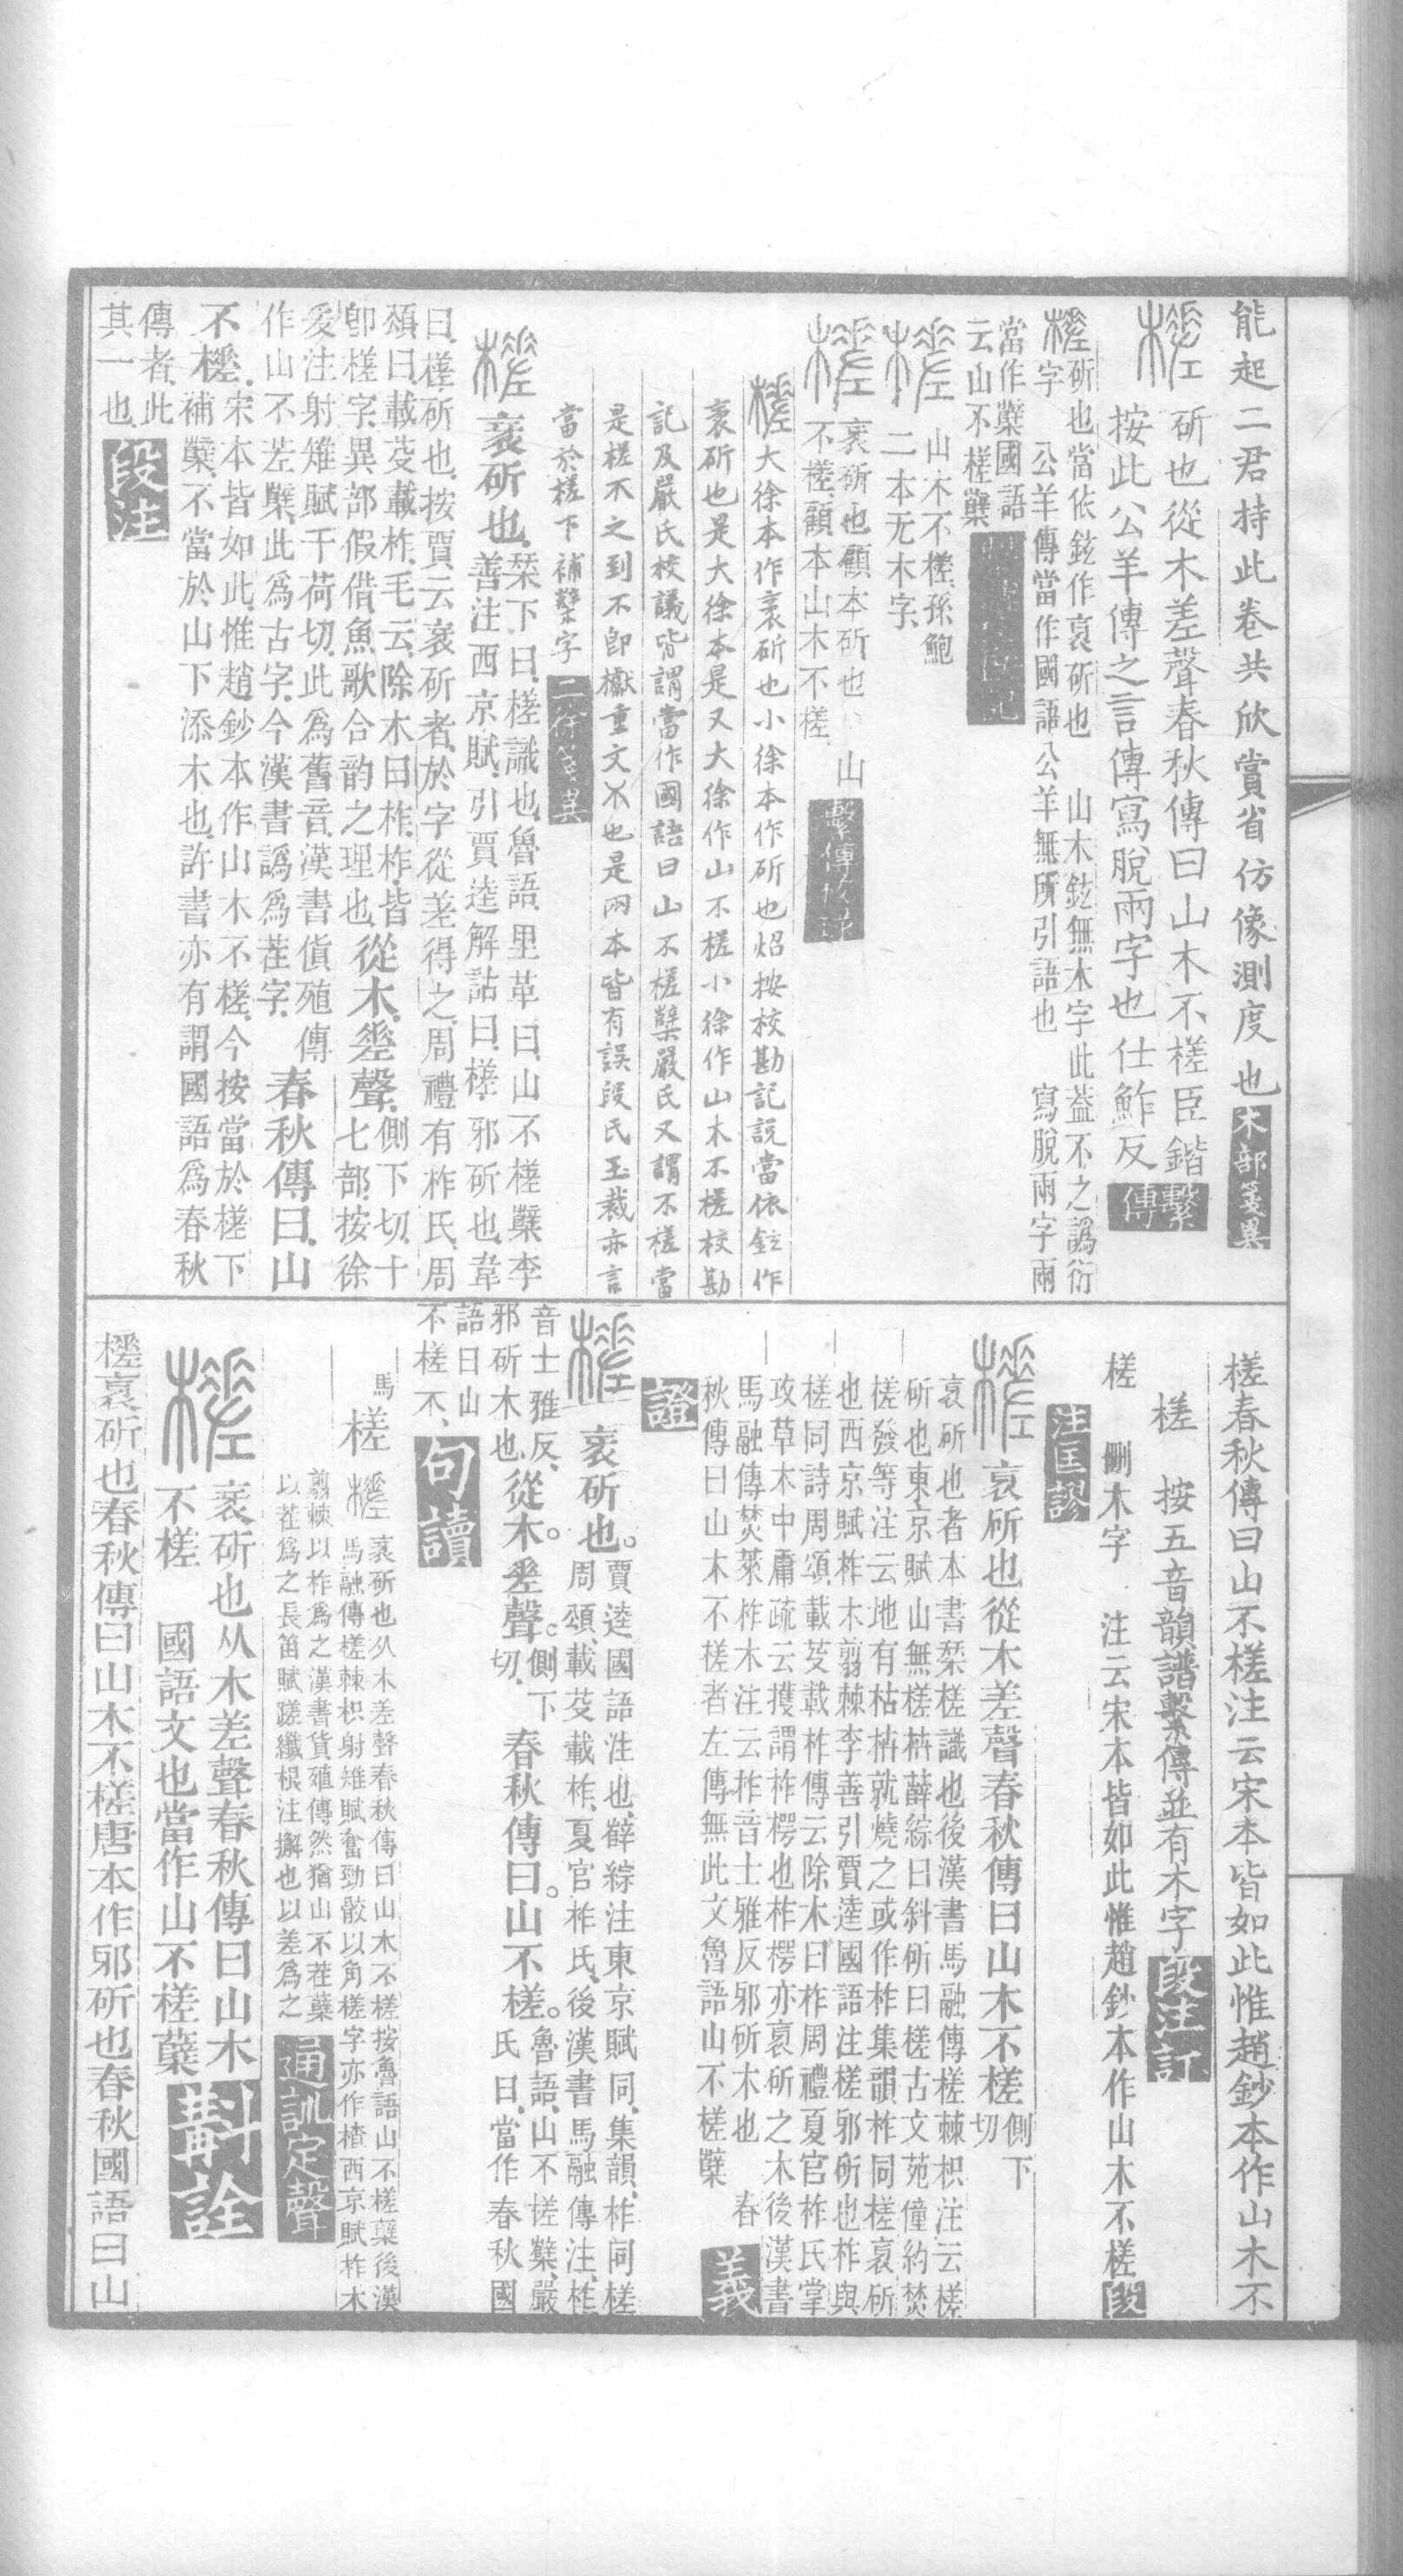 能起二君持此卷共欣賞省仿像測度也木部箋異
槎斫也從木差聲春秋傳曰山木不槎臣鍇
按此公羊傳之言傳寫脫兩字也仕鮓反繫傳
槎斫也當依鉉作衺斫也 山木鉉無木字此蓋不之譌衍
字 公羊傳當作國語公羊無所引語也 寫脫兩字兩
當作櫱國語
云山不槎櫱
槎山木不槎孫鮑
槎二本无木字
槎衺斫也顧本斫也 山
槎不槎顧本山木不槎繫傳校記
槎大徐本作衺斫也小徐本作斫也炤按校勘記說當依鉉作
衺斫也是大徐本是又大徐作山不槎小徐作山木不槎校勘
記及嚴氏校議皆謂當作國語曰山不槎櫱嚴氏又謂不槎當
是槎不之到不卽櫱重文𣎴也是兩本皆有誤段氏玉裁亦言
當於槎下補櫱字二徐箋異
槎衺斫也栞下曰槎識也魯語里革曰山不槎櫱李
善注西京賦引賈逵解詁曰槎邪斫也韋
曰槎斫也按賈云衺斫者於字從差得之周禮有柞氏周
頌曰載芟載柞毛云除木曰柞柞皆
卽槎字異部假借魚歌合韵之理也從木差聲側下切十七部按徐
爰注射雉賦千荷切此爲舊音漢書貨殖傳
作山不茬櫱此爲古字今漢書譌爲茬字春秋傳曰山
不槎宋本皆如此惟趙鈔本作山木不槎今按當於槎下
補櫱不當於山下添木也許書亦有謂國語爲春秋
傳者此
其一也段注
槎春秋傳曰山不槎注云宋本皆如此惟趙鈔本作山木不
槎 按五音韻譜繫傳並有木字段注訂
槎 刪木字 注云宋本皆如此惟趙鈔本作山木不槎段
注匡謬
槎衺斫也從木差聲春秋傳曰山木不槎側下切
衺斫也者本書栞槎識也後漢書馬融傳槎棘枳注云槎
斫也東京賦山無槎枿薛綜曰斜斫曰槎古文苑僮約焚
槎發等注云地有枯枿就燒之或作柞集韻柞同槎衺斫
也西京賦柞木翦棘李善引賈逵國語注槎邪斫也柞與
槎同詩周頌載芟載柞傳云除木曰柞周禮夏官柞氏掌
攻草木中庸疏云擭謂柞楞也柞楞亦衺斫之木後漢書
馬融傳焚萊柞木注云柞音士雅反邪斫木也 春
秋傳曰山木不槎者左傳無此文魯語山不槎櫱義
證
槎衺斫也賈逵國語注也薛綜注東京賦同集韻柞同槎
周頌載芟載柞夏官柞氏後漢書馬融傳注柞
音士雅反
邪斫木也從木差聲側下切春秋傳曰山不槎魯語山不槎櫱嚴
氏曰當作春秋國
語曰山
不槎不句讀
槎衺斫也从木差聲春秋傳曰山木不槎按魯語山不槎櫱後漢
馬融傳槎棘枳射雉賦奮勁骹以角槎字亦作楂西京賦柞木
翦棘以柞爲之漢書貨殖傳然猶山不茬櫱
以茬爲之長笛賦蹉纖根注擗也以差爲之通訓定聲
槎衺斫也从木差聲春秋傳曰山木
不槎 國語文也當作山不槎櫱斠詮
槎衺斫也春秋傳曰山木不槎唐本作邪斫也春秋國語曰山